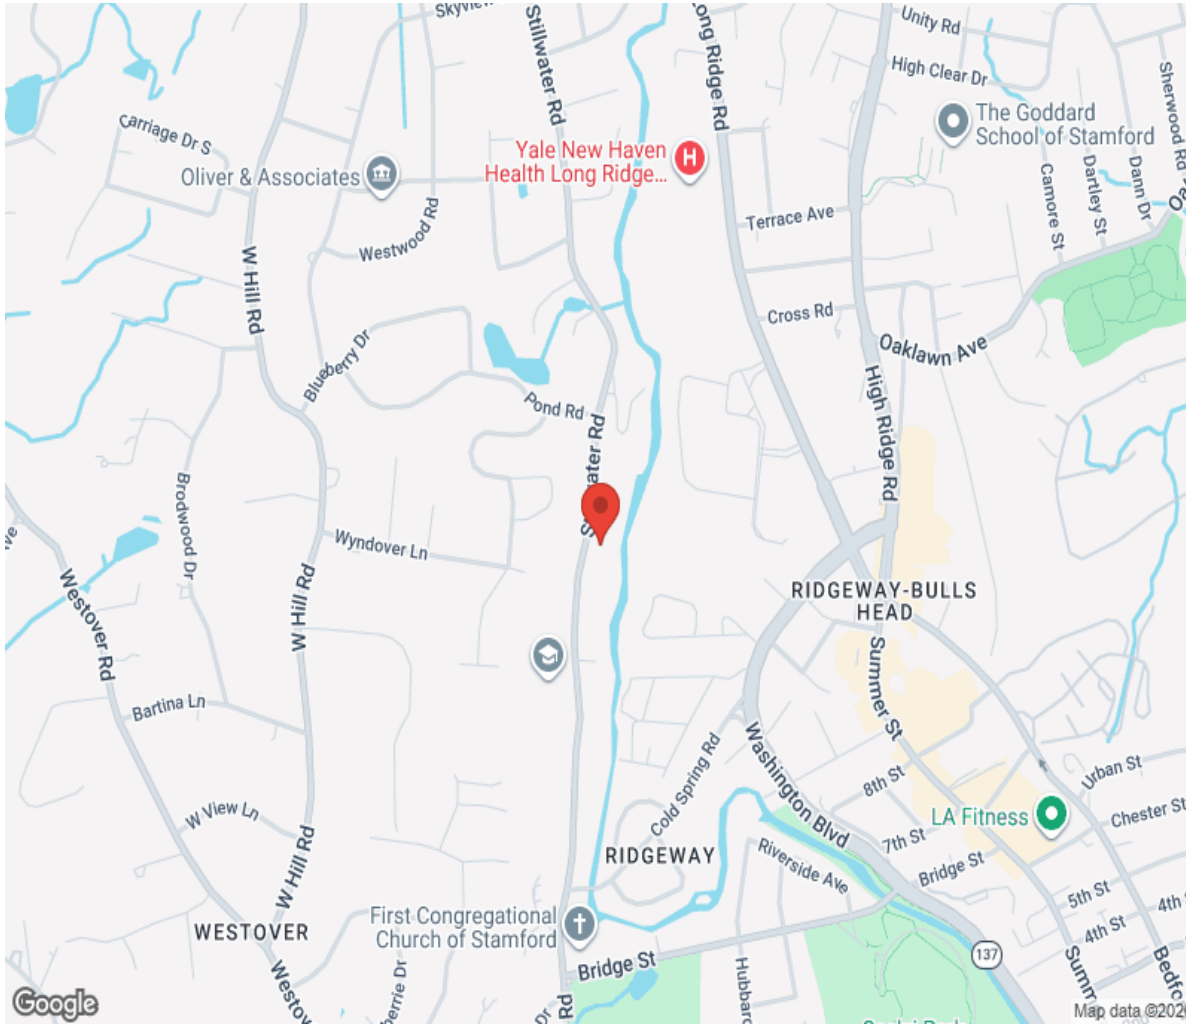 Skyview
Stillwater Rd
Long Ridge Rd
Unity Rd
High Clear Dr
Sherwood Rd
The Goddard
School of Stamford
Carriage Dr S
Yale New Haven
Health Long Ridge...
Oliver & Associates
Camore St
Dartley St
Dann Dr
Westwood Rd
Terrace Ave
W Hill Rd
Cross Rd
Oaklawn Ave
Blueberry Dr
Pond Rd
High Ridge Rd
Brodwood Dr
Wyndover Ln
Westover Rd
W Hill Rd
RIDGEWAY-BULLS
HEAD
Summer St
Bartina Ln
Washington Blvd
Cold Spring Rd
8th St
Urban St
W View Ln
LA Fitness
Chester St
7th St
W Hill Rd
RIDGEWAY
Riverside Ave
Bridge St
5th St
4th St
4th
WESTOVER
First Congregational
Church of Stamford
Bridge St
137
Rd
Dr
Google
Map data ©202